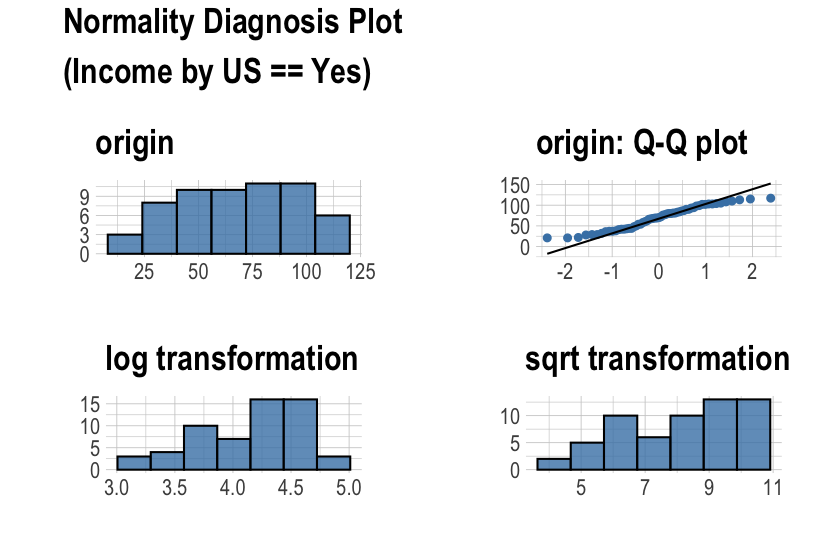 Normality Diagnosis Plot
(Income by US == Yes)
origin
9
6
3
0
25 50 75 100 125
origin: Q-Q plot
150
100
50
0
-2 -1 0 1 2
log transformation
15
10
5
0
3.0 3.5 4.0 4.5 5.0
sqrt transformation
10
5
0
5 7 9 11